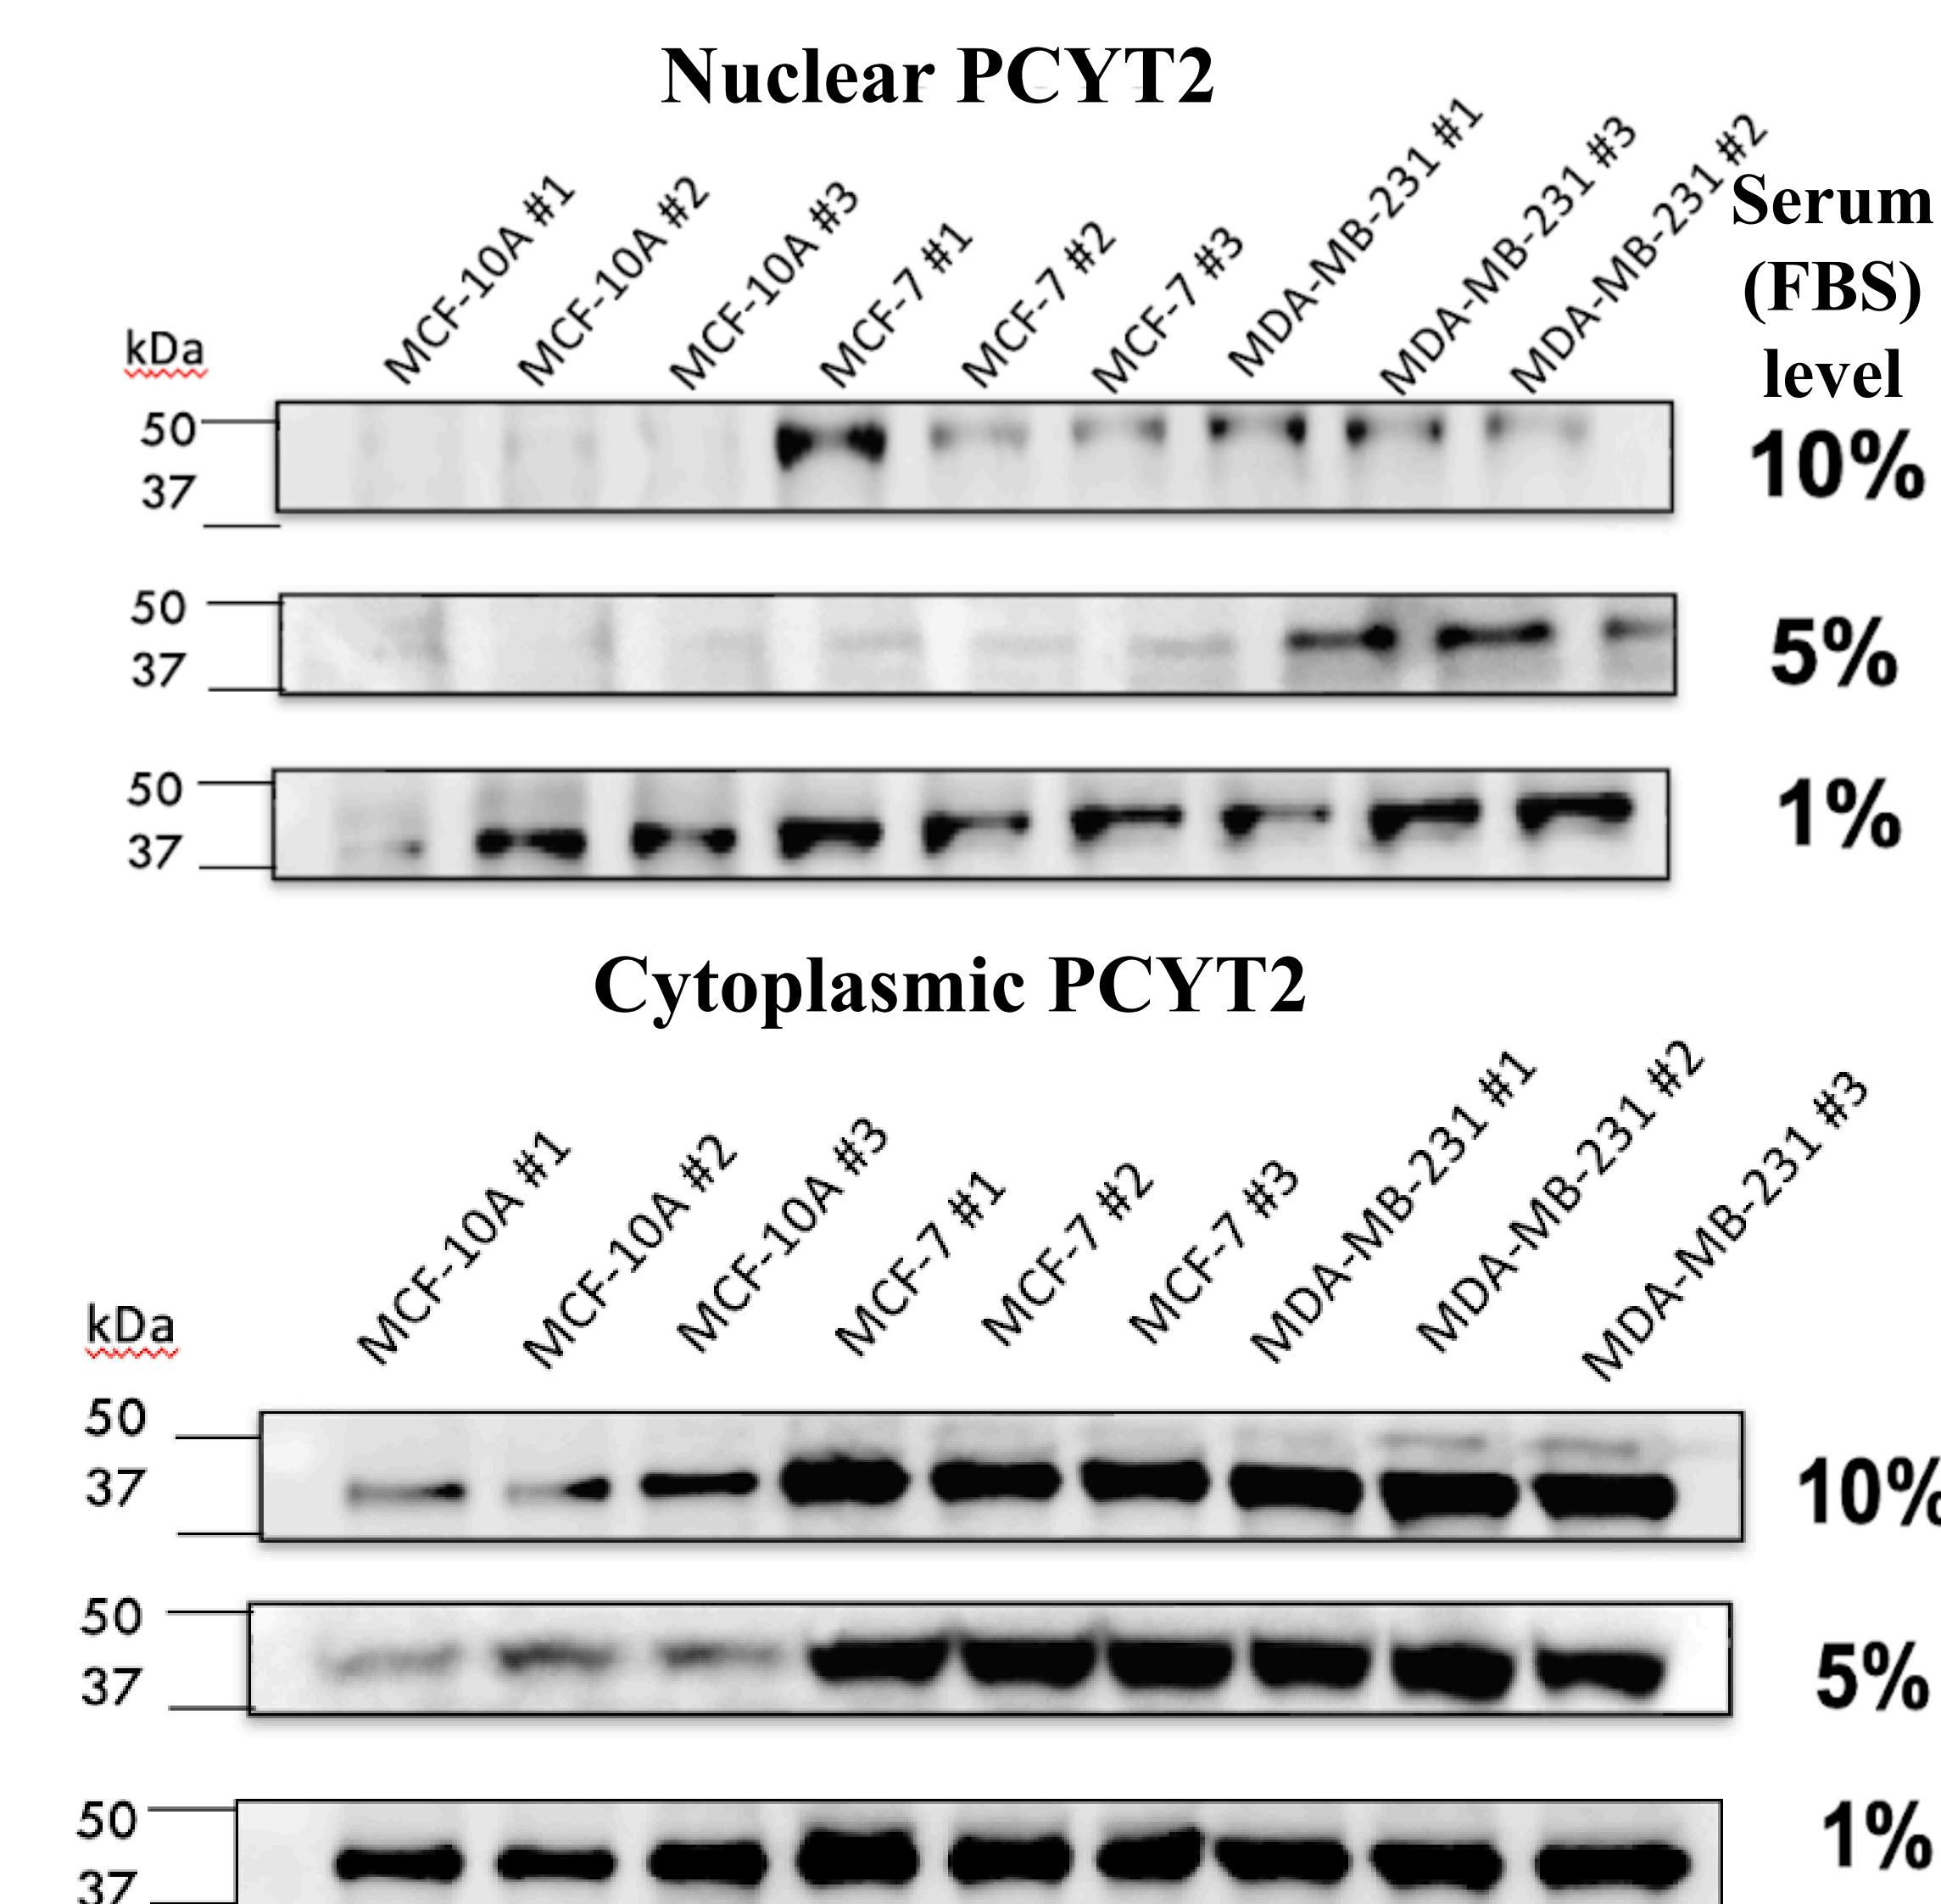 Nuclear PCYT2
MCF-10A #1
MCF-10A #2
MCF-10A #3
MCF-7 #1
MCF-7 #2
MCF-7 #3
MDA-MB-231 #1
MDA-MB-231 #3
MDA-MB-231 #2
Serum
(FBS)
level
kDa
50
37
10%
50
37
5%
50
37
1%
Cytoplasmic PCYT2
MCF-10A #1
MCF-10A #2
MCF-10A #3
MCF-7 #1
MCF-7 #2
MCF-7 #3
MDA-MB-231 #1
MDA-MB-231 #2
MDA-MB-231 #3
kDa
50
37
10%
50
37
5%
50
37
1%